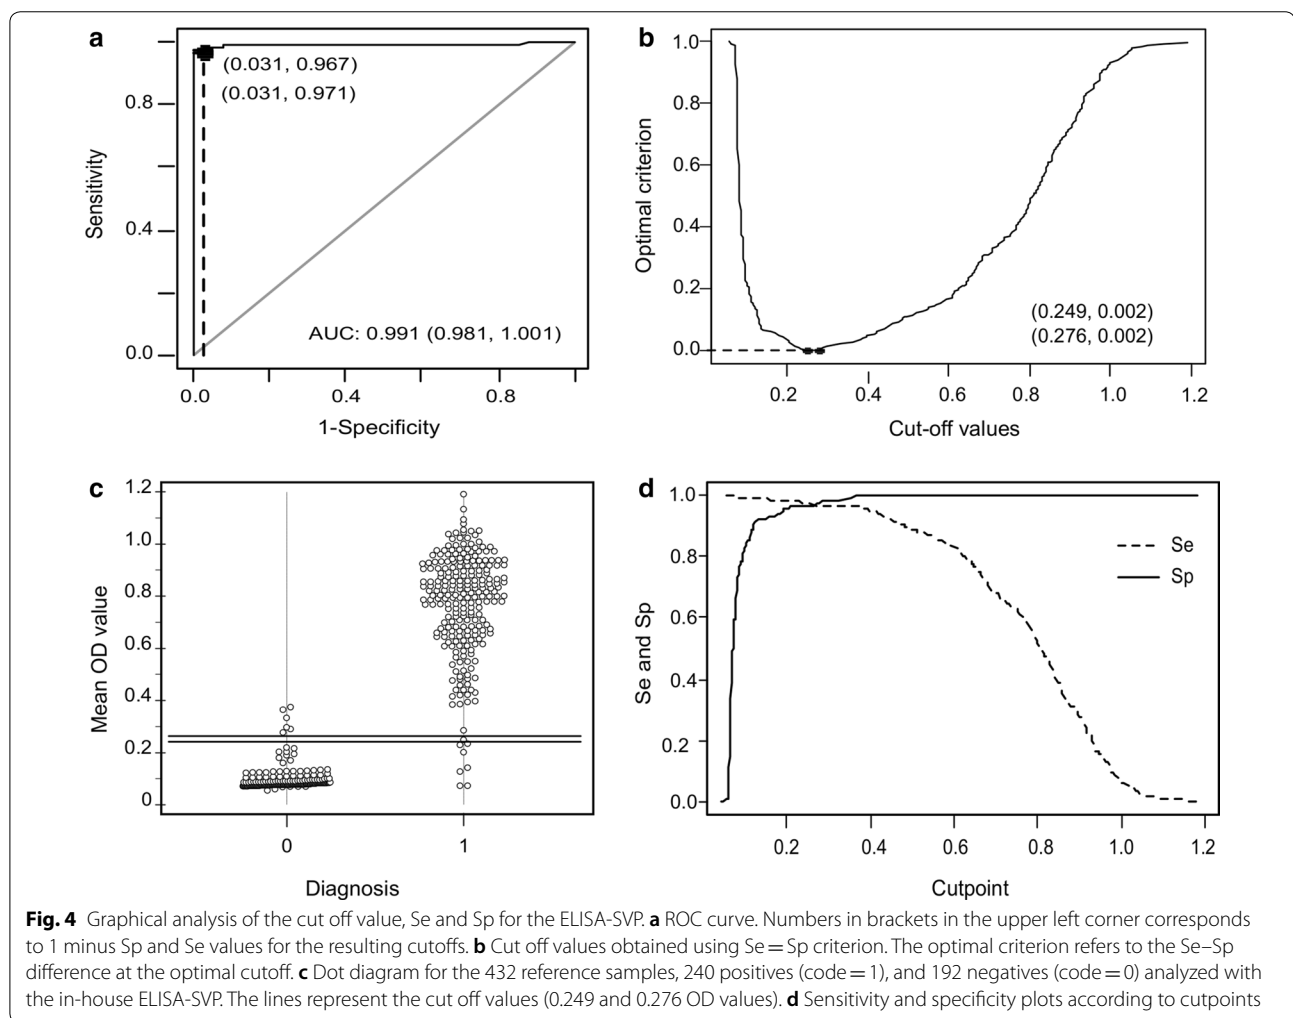 a
(0.031, 0.967)
(0.031, 0.971)
0.8
0.4
0.0
Sensitivity
AUC: 0.991 (0.981, 1.001)
0.0 0.4 0.8
1-Specificity
b
1.0
0.8
0.6
0.4
0.2
0.0
Optimal criterion
(0.249, 0.002)
(0.276, 0.002)
0.2 0.4 0.6 0.8 1.0 1.2
Cut-off values
c
1.2
1.0
0.8
0.6
0.4
0.2
0
Mean OD value
0 1
Diagnosis
d
1.0
0.8
0.6
0.4
0.2
0.0
Se and Sp
Se
Sp
0.2 0.4 0.6 0.8 1.0 1.2
Cutpoint
Fig. 4 Graphical analysis of the cut off value, Se and Sp for the ELISA-SVP. a ROC curve. Numbers in brackets in the upper left corner corresponds
to 1 minus Sp and Se values for the resulting cutoffs. b Cut off values obtained using Se = Sp criterion. The optimal criterion refers to the Se–Sp
difference at the optimal cutoff. c Dot diagram for the 432 reference samples, 240 positives (code = 1), and 192 negatives (code = 0) analyzed with
the in-house ELISA-SVP. The lines represent the cut off values (0.249 and 0.276 OD values). d Sensitivity and specificity plots according to cutpoints